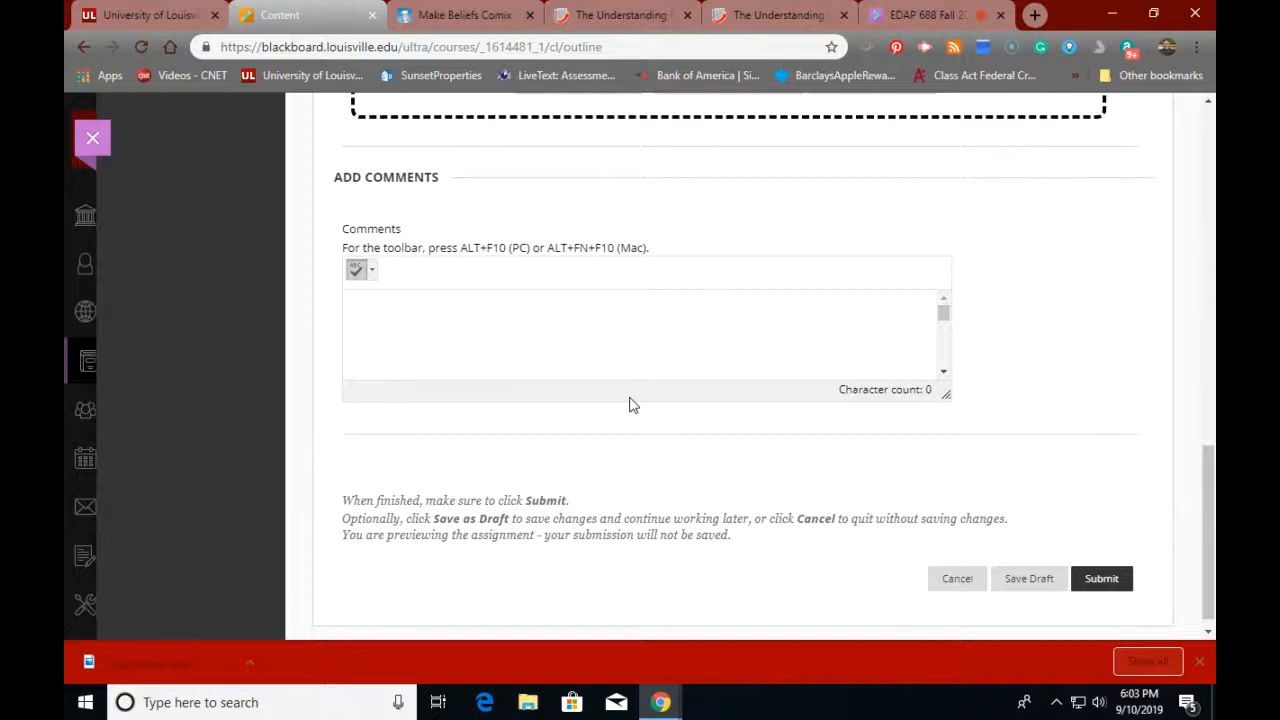 University of Louisv
Content
Make Beliefs Comix
The Understanding
The Understanding
EDAP 688 Fall 20
https://blackboard.louisville.edu/ultra/courses/_1614481_1/cl/outline
Apps
Videos - CNET
University of Louisv...
SunsetProperties
LiveText: Assessme...
Bank of America | Si...
BarclaysAppleRewa...
Class Act Federal Cr...
»
Other bookmarks
ADD COMMENTS
Comments
For the toolbar, press ALT+F10 (PC) or ALT+FN+F10 (Mac).
ABC
Character count: 0
When finished, make sure to click Submit.
Optionally, click Save as Draft to save changes and continue working later, or click Cancel to quit without saving changes.
You are previewing the assignment - your submission will not be saved.
Cancel
Save Draft
Submit
Show all
Type here to search
6:03 PM
9/10/2019
5